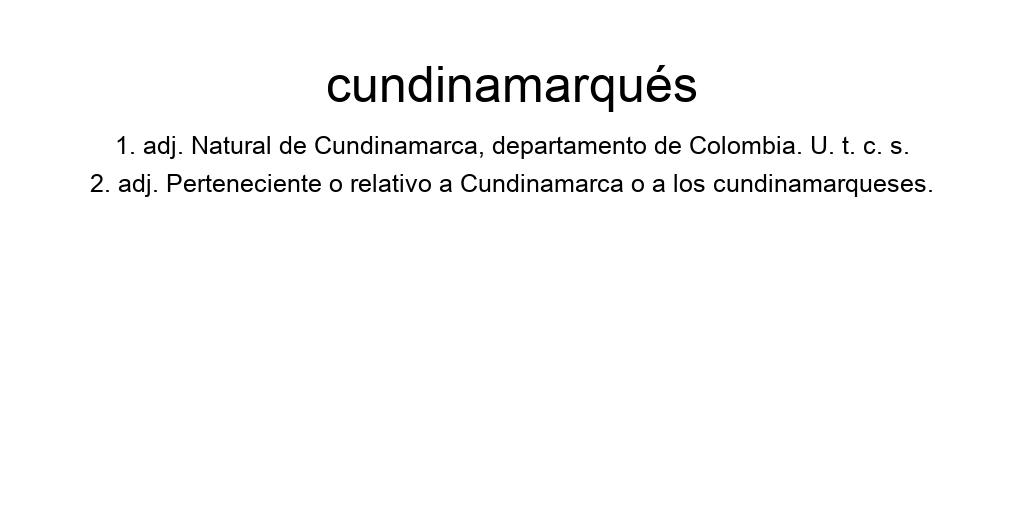 cundinamarqués
1. adj. Natural de Cundinamarca, departamento de Colombia. U. t. c. s.
2. adj. Perteneciente o relativo a Cundinamarca o a los cundinamarqueses.